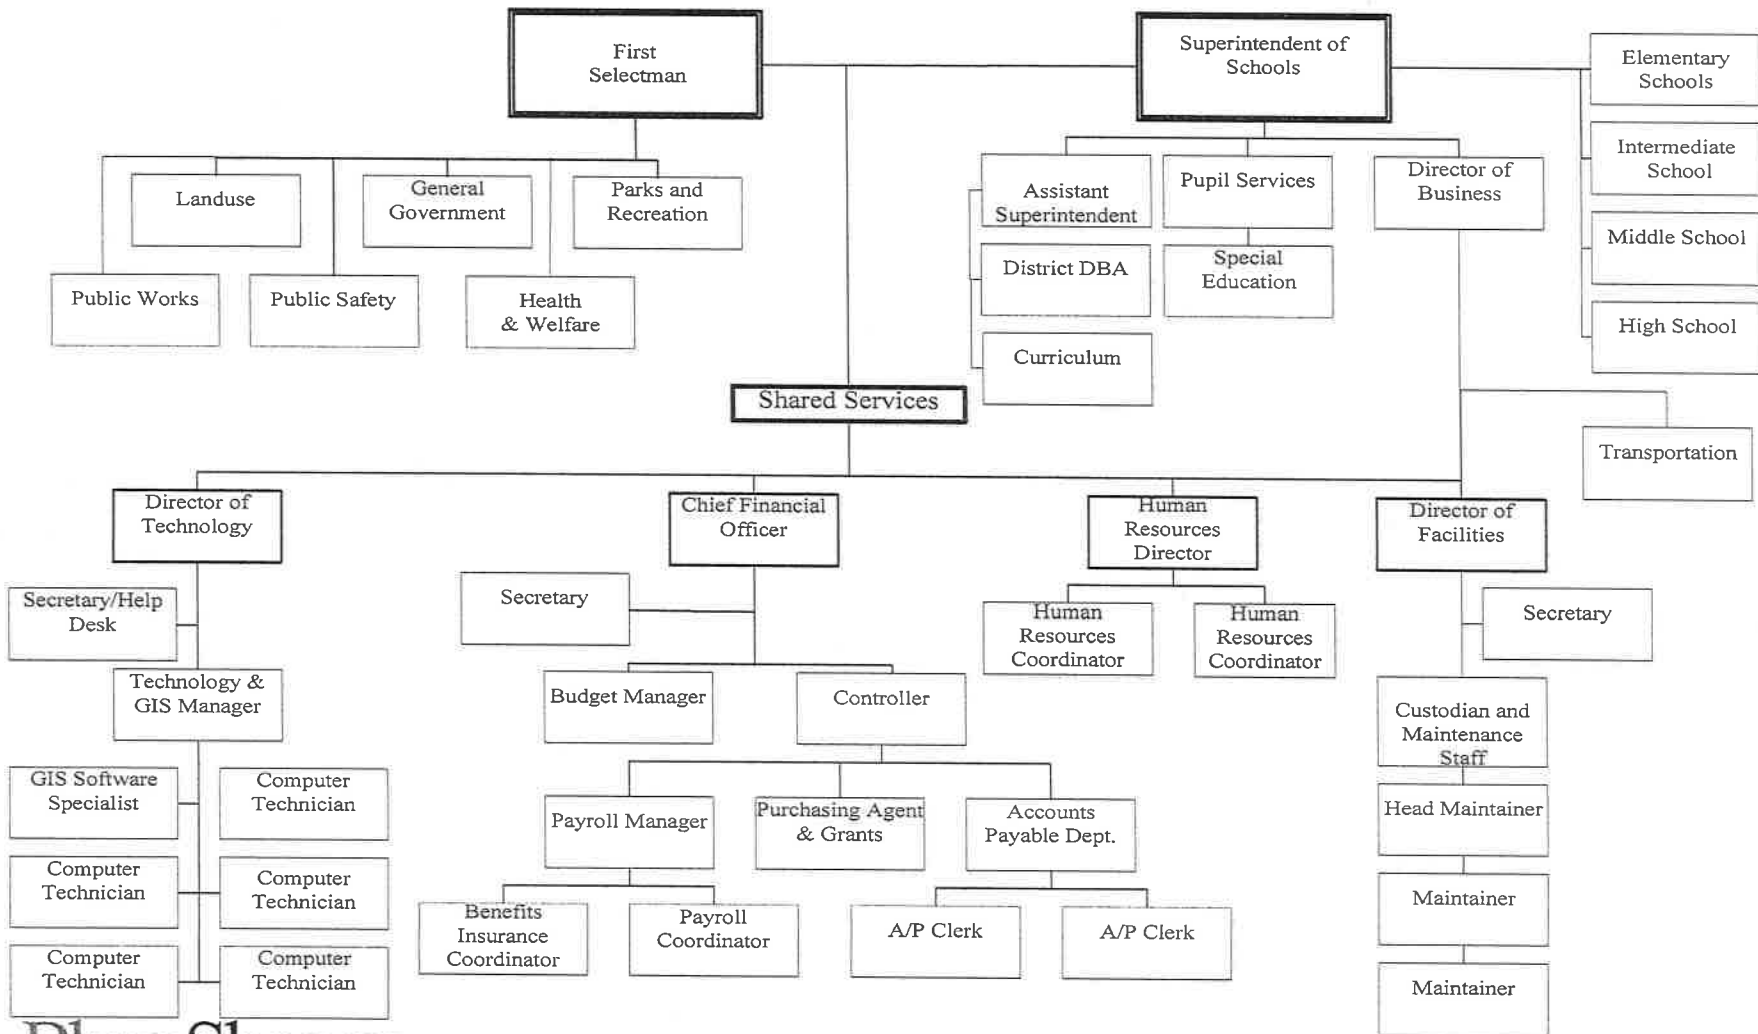 First
Selectman
Superintendent of
Schools
Elementary
Schools
Intermediate
School
Middle School
High School
Landuse
General
Government
Parks and
Recreation
Public Works
Public Safety
Health
& Welfare
Assistant
Superintendent
Pupil Services
Director of
Business
District DBA
Special
Education
Curriculum
Shared Services
Transportation
Director of
Technology
Chief Financial
Officer
Human
Resources
Director
Director of
Facilities
Secretary/Help
Desk
Secretary
Human
Resources
Coordinator
Human
Resources
Coordinator
Secretary
Technology &
GIS Manager
Budget Manager
Controller
Custodian and
Maintenance
Staff
GIS Software
Specialist
Computer
Technician
Payroll Manager
Purchasing Agent
& Grants
Accounts
Payable Dept.
Head Maintainer
Computer
Technician
Computer
Technician
Benefits
Insurance
Coordinator
Payroll
Coordinator
A/P Clerk
A/P Clerk
Maintainer
Computer
Technician
Computer
Technician
Maintainer